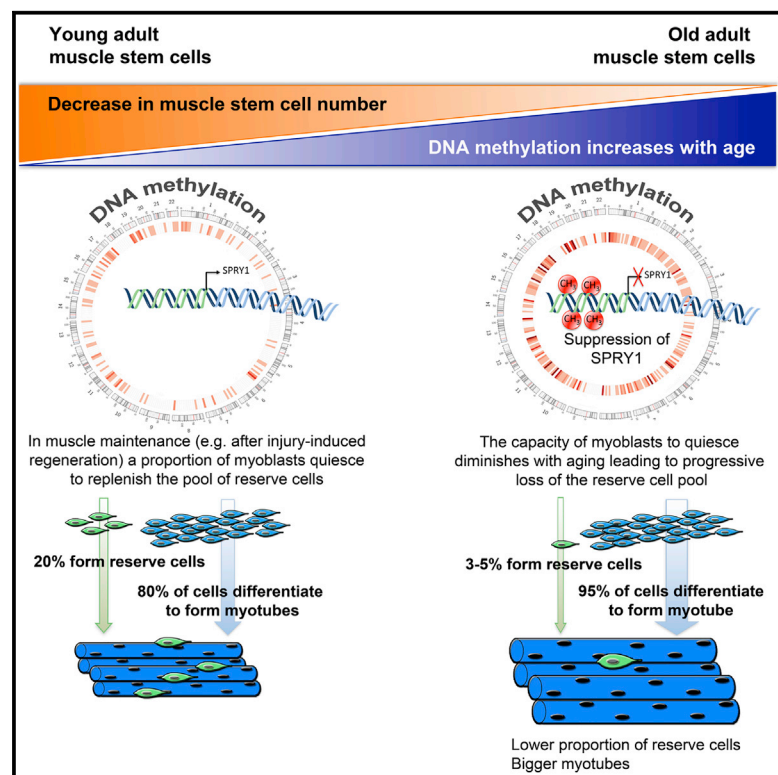 Young adult
muscle stem cells
Old adult
muscle stem cells
Decrease in muscle stem cell number
DNA methylation increases with age
DNA methylation
SPRY1
DNA methylation
SPRY1
CH3
CH3
CH3
CH3
Suppression of
SPRY1
In muscle maintenance (e.g. after injury-induced
regeneration) a proportion of myoblasts quiesce
to replenish the pool of reserve cells
The capacity of myoblasts to quiesce
diminishes with aging leading to progressive
loss of the reserve cell pool
20% form reserve cells
80% of cells differentiate
to form myotubes
3-5% form reserve cells
95% of cells differentiate
to form myotube
Lower proportion of reserve cells
Bigger myotubes